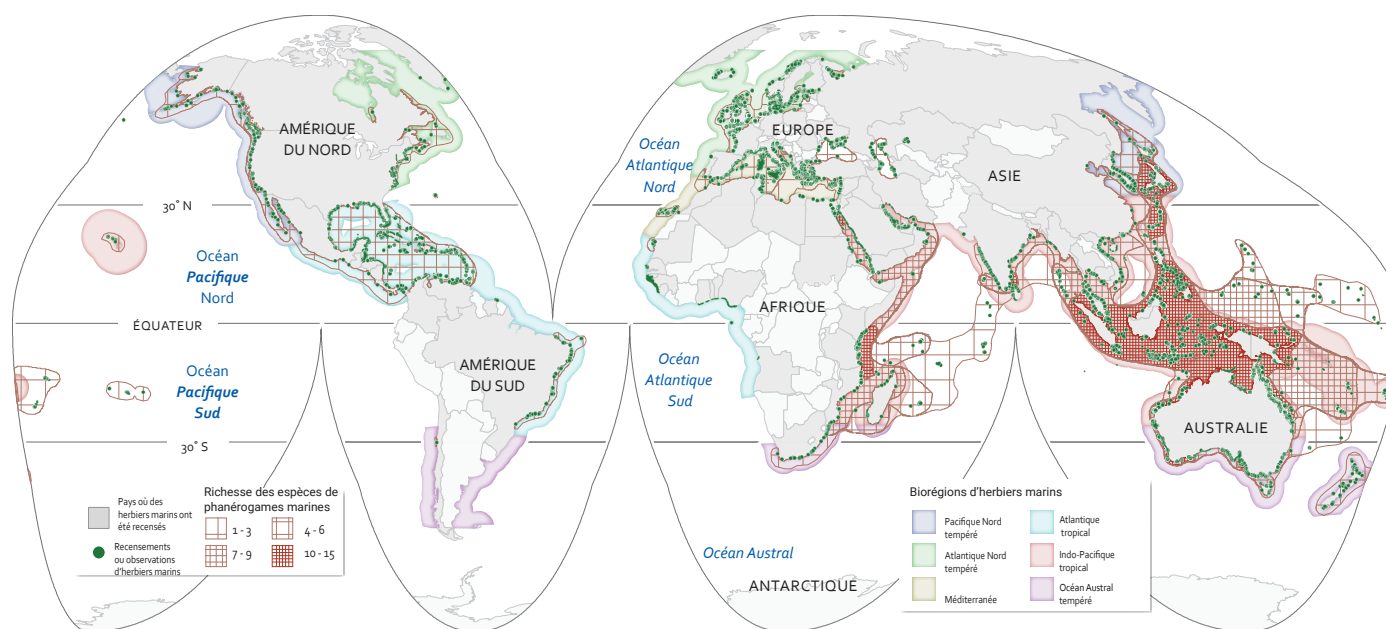 AMÉRIQUE
DU NORD
EUROPE
ASIE
Océan
Atlantique
Nord
30° N
Océan
Pacifique
Nord
AFRIQUE
ÉQUATEUR
AMÉRIQUE
DU SUD
Océan
Pacifique
Sud
Océan
Atlantique
Sud
AUSTRALIE
30° S
Pays où des
herbiers marins ont
été recensés
Recensements
ou observations
d'herbiers marins
Richesse des espèces de
phanérogames marines
1 - 3
4 - 6
7 - 9
10 - 15
Océan Austral
ANTARCTIQUE
Biorégions d'herbiers marins
Pacifique Nord
tempéré
Atlantique
tropical
Atlantique Nord
tempéré
Indo-Pacifique
tropical
Méditerranée
Océan Austral
tempéré